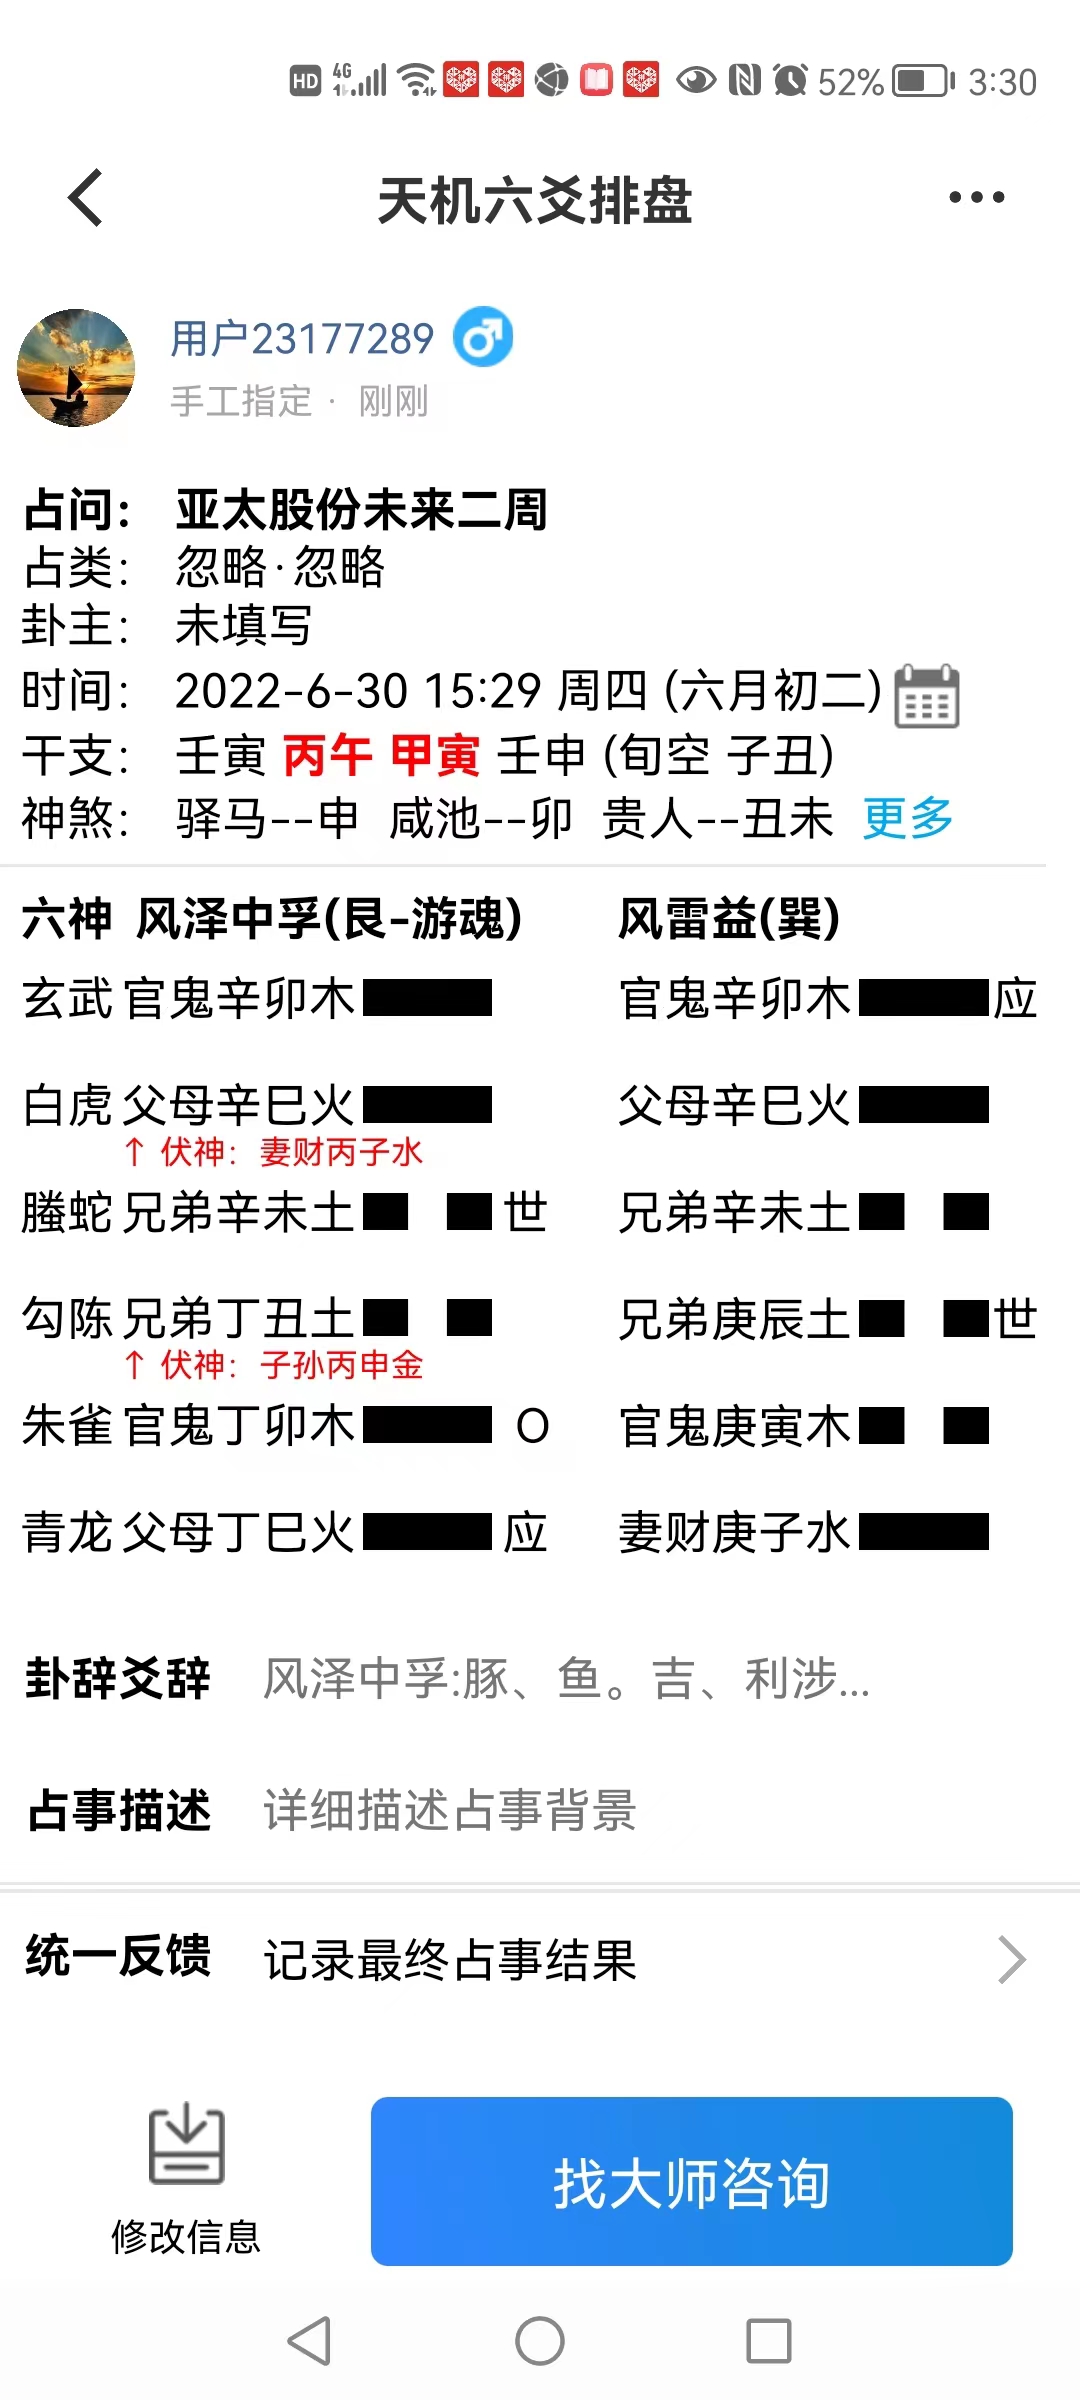 HD 4G 52% 3:30
天机六爻排盘
用户23177289
手工指定 · 刚刚
占问： 亚太股份未来二周
占类： 忽略·忽略
卦主： 未填写
时间： 2022-6-30 15:29 周四 (六月初二)
干支： 壬寅 丙午 甲寅 壬申 (旬空 子丑)
神煞： 驿马--申 咸池--卯 贵人--丑未 更多
六神 风泽中孚(艮-游魂) 风雷益(巽)
玄武 官鬼辛卯木 官鬼辛卯木 应
白虎 父母辛巳火 父母辛巳火
↑ 伏神：妻财丙子水
螣蛇 兄弟辛未土 世 兄弟辛未土
勾陈 兄弟丁丑土 兄弟庚辰土 世
↑ 伏神：子孙丙申金
朱雀 官鬼丁卯木 O 官鬼庚寅木
青龙 父母丁巳火 应 妻财庚子水
卦辞爻辞 风泽中孚:豚、鱼。吉、利涉...
占事描述 详细描述占事背景
统一反馈 记录最终占事结果
修改信息
找大师咨询